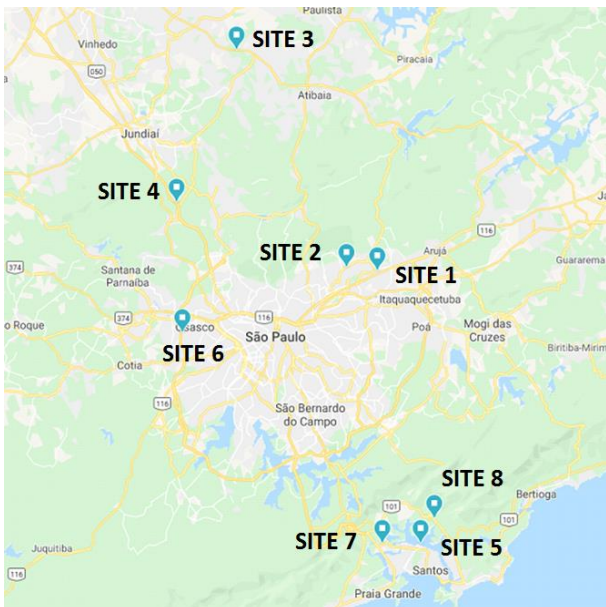 Paulista
Vinhedo
SITE 3
Piracaia
050
Atibaia
Jundiaí
SITE 4
116
Arujá
SITE 2
374
Santana de
Parnaíba
SITE 1
Guararema
Itaquaquecetuba
374
Osasco
116
Poá
Mogi das
Cruzes
São Paulo
SITE 6
Biritiba-Mirim
Cotia
116
São Bernardo
do Campo
SITE 8
Bertioga
101
101
SITE 7
SITE 5
Juquitiba
Santos
116
Praia Grande